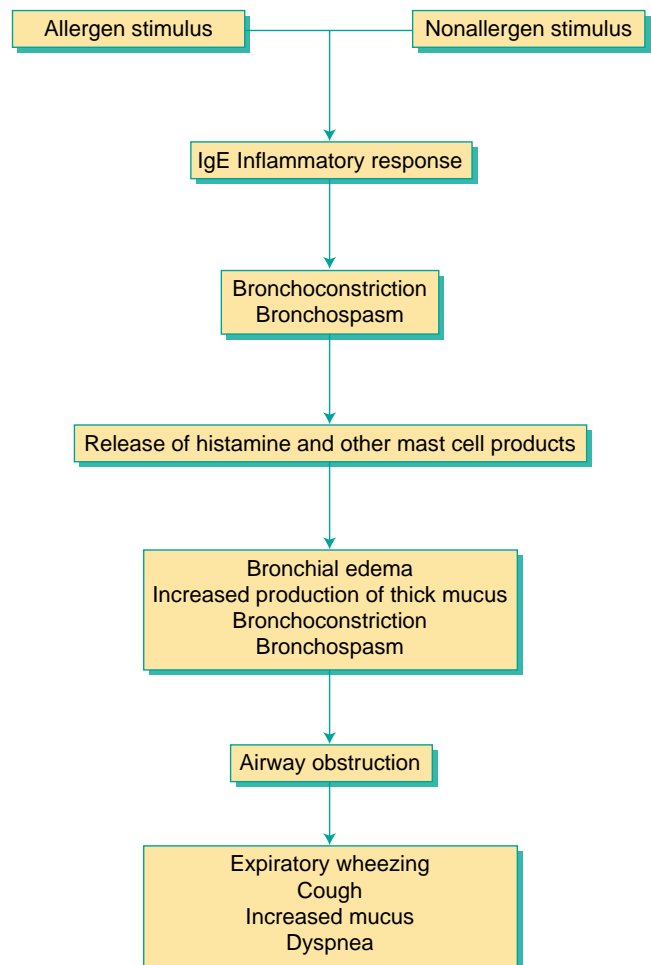 Allergen stimulus
Nonallergen stimulus
IgE Inflammatory response
Bronchoconstriction
Bronchospasm
Release of histamine and other mast cell products
Bronchial edema
Increased production of thick mucus
Bronchoconstriction
Bronchospasm
Airway obstruction
Expiratory wheezing
Cough
Increased mucus
Dyspnea